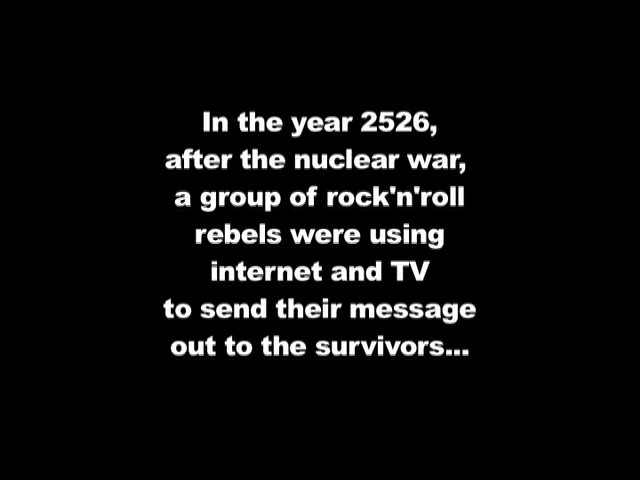 In the year 2526,
after the nuclear war,
a group of rock'n'roll
rebels were using
internet and TV
to send their message
out to the survivors...